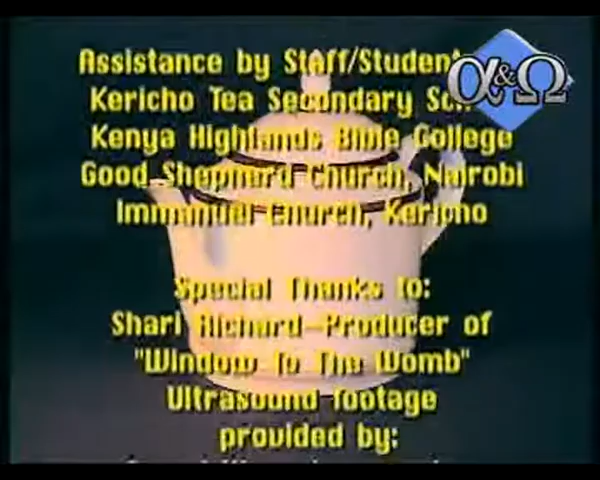 Assistance by Staff/Student
Kericho Tea Secondary
α&Ω
Kenya Highlands Bible College
Good Shepherd Church, Nairobi
Immanuel Church, Kericho
Special Thanks to:
Shari Richard—Producer of
"Window To The Womb"
Ultrasound footage
provided by: